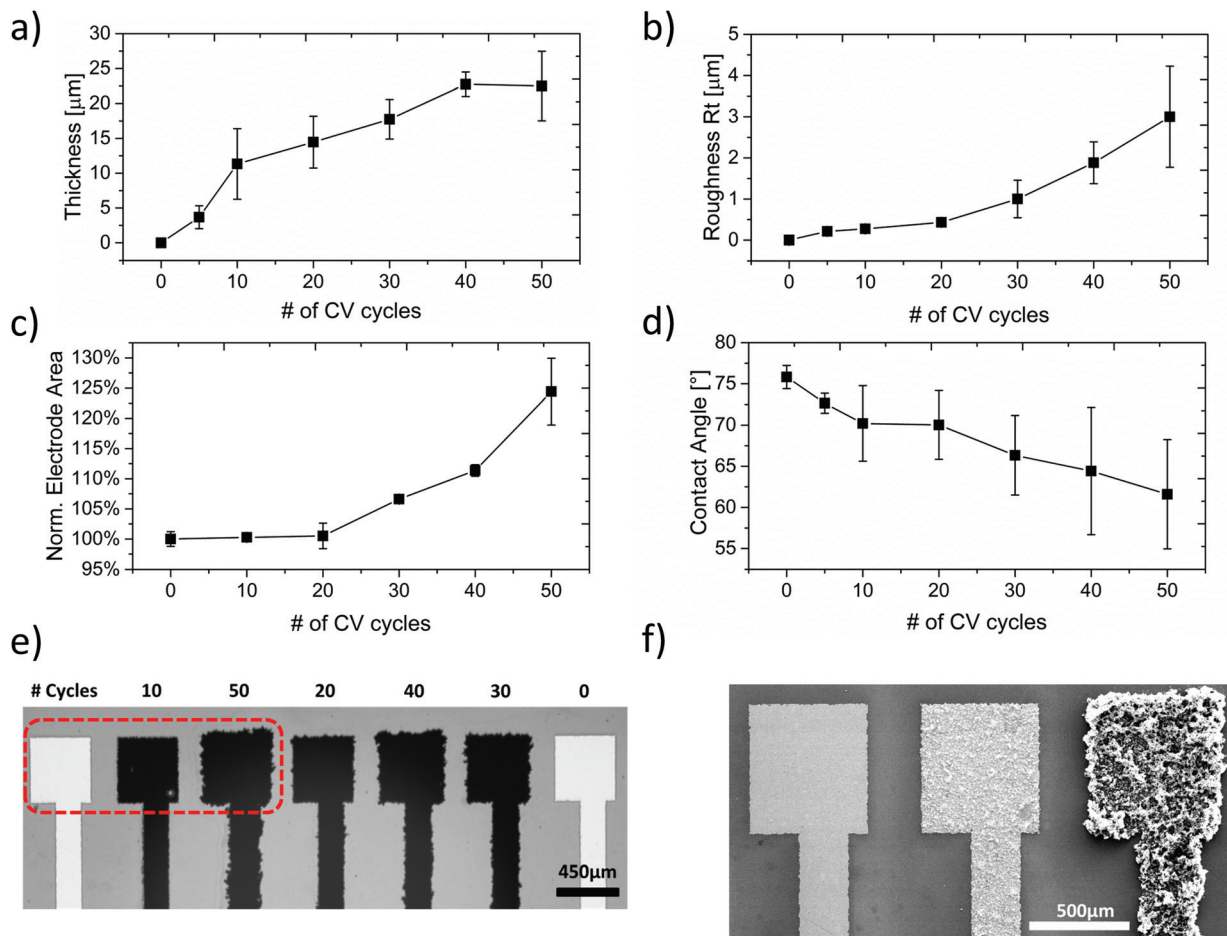 a)
Thickness [µm]
30
25
20
15
10
5
0
0 10 20 30 40 50
# of CV cycles
b)
Roughness Rt [µm]
5
4
3
2
1
0
0 10 20 30 40 50
# of CV cycles
c)
Norm. Electrode Area
130%
125%
120%
115%
110%
105%
100%
95%
0 10 20 30 40 50
# of CV cycles
d)
Contact Angle [°]
80
75
70
65
60
55
0 10 20 30 40 50
# of CV cycles
e)
# Cycles 10 50 20 40 30 0
450µm
f)
500µm